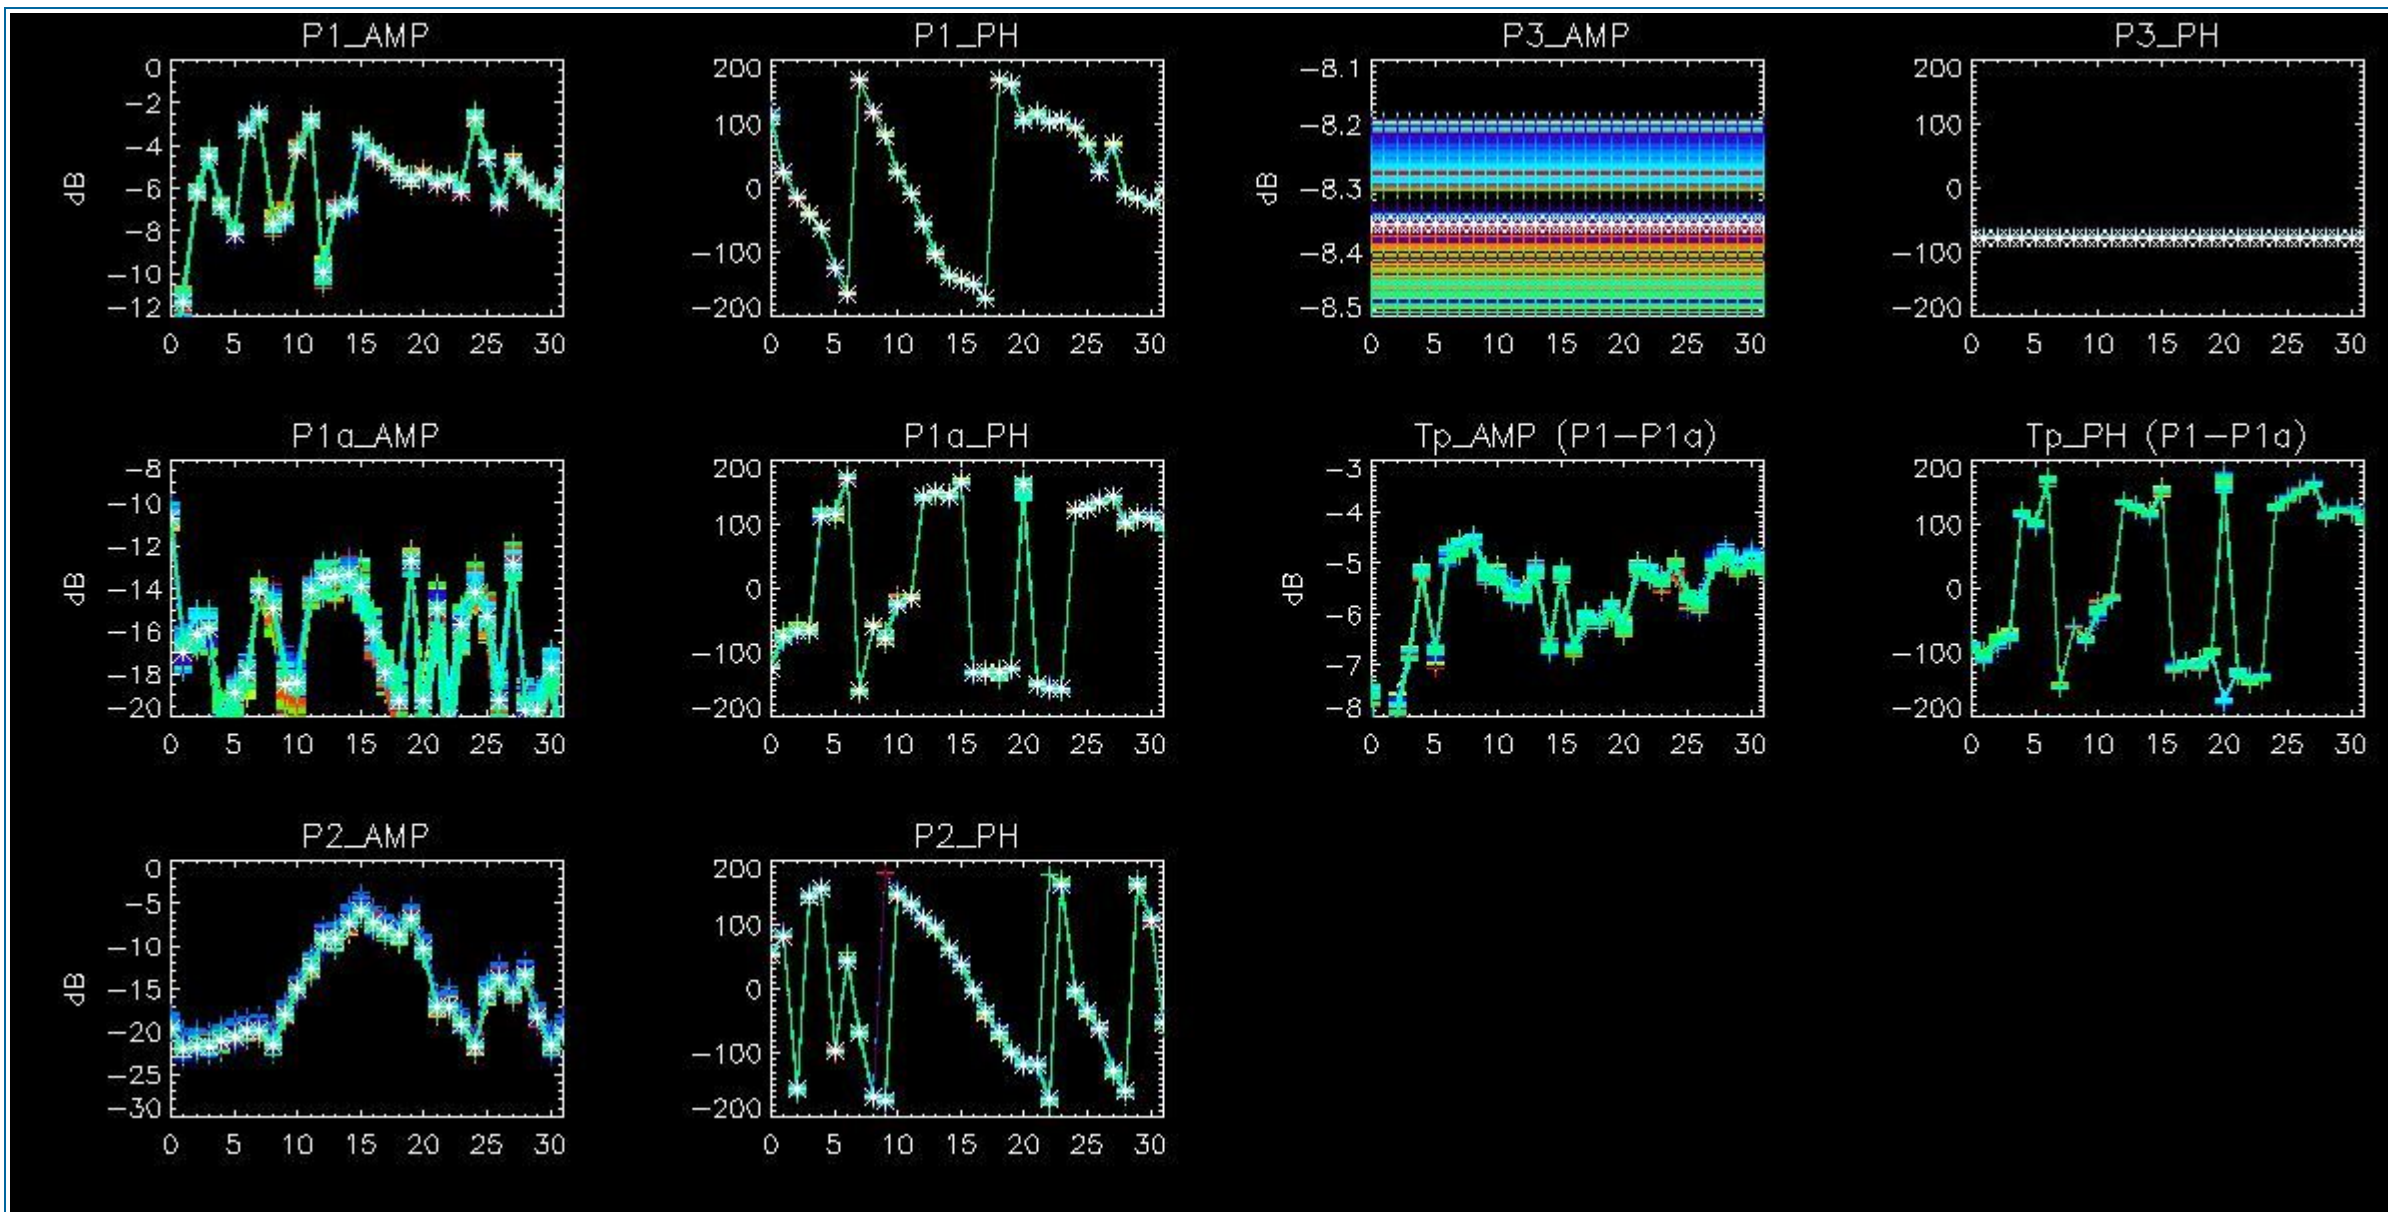 P1_AMP
P1_PH
P3_AMP
P3_PH
0
−2
−4
−6
−8
−10
−12
dB
0 5 10 15 20 25 30
200
100
0
−100
−200
0 5 10 15 20 25 30
−8.1
−8.2
−8.3
−8.4
−8.5
dB
0 5 10 15 20 25 30
200
100
0
−100
−200
0 5 10 15 20 25 30
P1a_AMP
P1a_PH
Tp_AMP (P1−P1a)
Tp_PH (P1−P1a)
−8
−10
−12
−14
−16
−18
−20
dB
0 5 10 15 20 25 30
200
100
0
−100
−200
0 5 10 15 20 25 30
−3
−4
−5
−6
−7
−8
dB
0 5 10 15 20 25 30
200
100
0
−100
−200
0 5 10 15 20 25 30
P2_AMP
P2_PH
0
−5
−10
−15
−20
−25
−30
dB
0 5 10 15 20 25 30
200
100
0
−100
−200
0 5 10 15 20 25 30